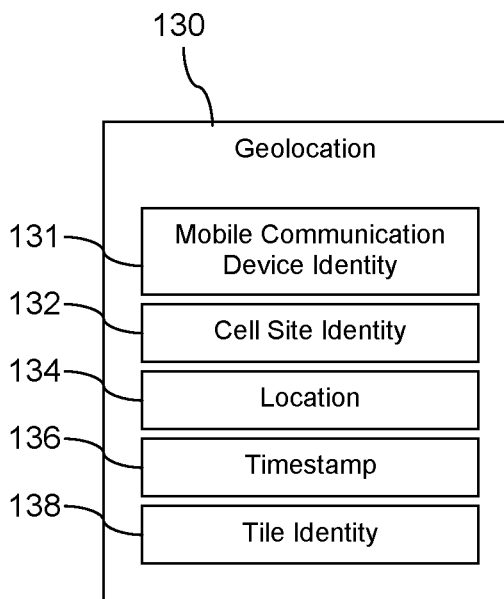 130
Geolocation
131
Mobile Communication
Device Identity
132
Cell Site Identity
134
Location
136
Timestamp
138
Tile Identity